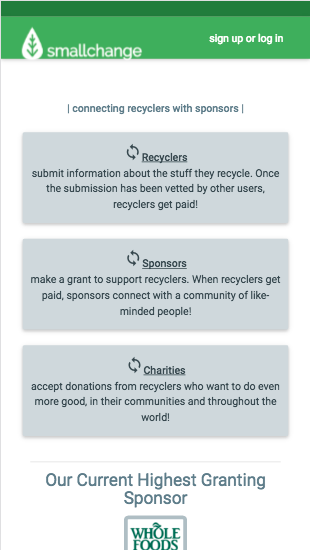 smallchange
sign up or log in
| connecting recyclers with sponsors |
Recyclers
submit information about the stuff they recycle. Once
the submission has been vetted by other users,
recyclers get paid!
Sponsors
make a grant to support recyclers. When recyclers get
paid, sponsors connect with a community of like-
minded people!
Charities
accept donations from recyclers who want to do even
more good, in their communities and throughout the
world!
Our Current Highest Granting
Sponsor
WHOLE
FOODS